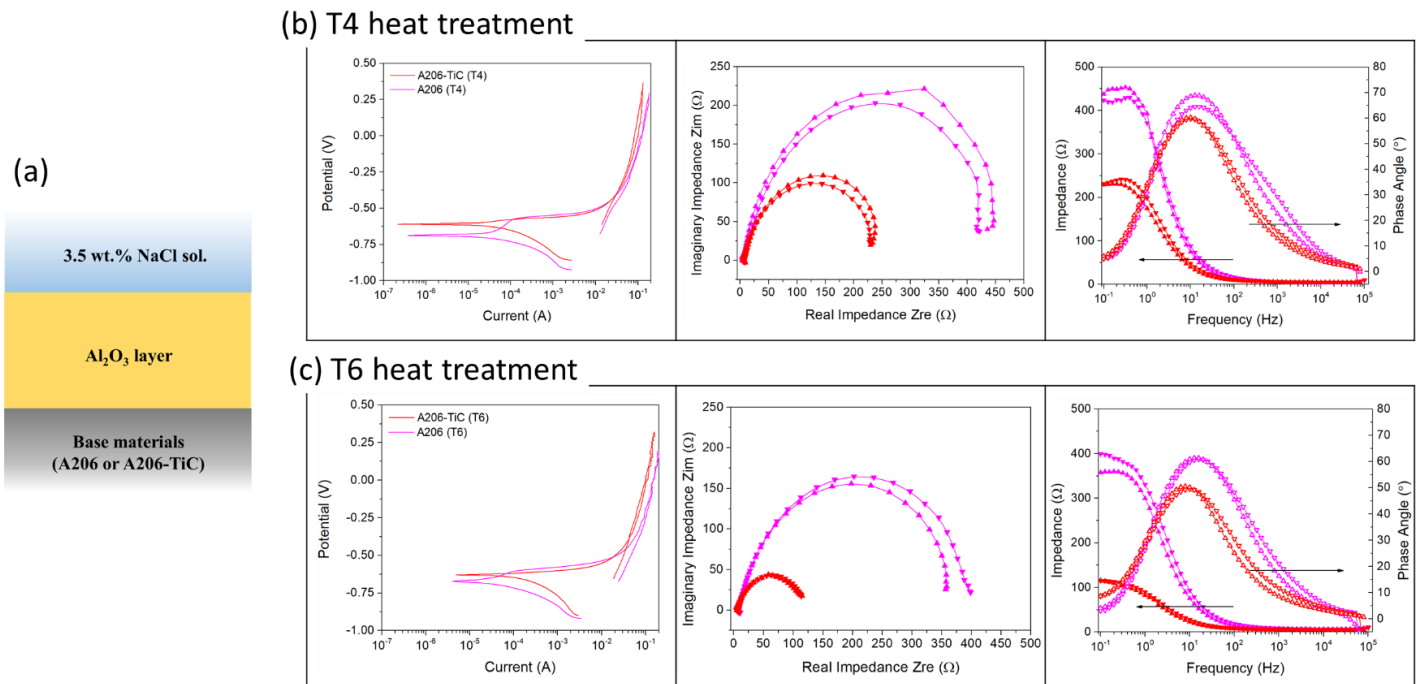 (a)
3.5 wt.% NaCl sol.
Al₂O₃ layer
Base materials
(A206 or A206-TiC)
(b) T4 heat treatment
0.50
0.25
0.00
-0.25
-0.50
-0.75
-1.00
Potential (V)
A206-TiC (T4)
A206 (T4)
10⁻⁷ 10⁻⁶ 10⁻⁵ 10⁻⁴ 10⁻³ 10⁻² 10⁻¹
Current (A)
250
200
150
100
50
0
Imaginary Impedance Zim (Ω)
0 50 100 150 200 250 300 350 400 450 500
Real Impedance Zre (Ω)
500
450
400
350
300
250
200
150
100
50
0
Impedance (Ω)
80
70
60
50
40
30
20
10
0
Phase Angle (°)
10⁻¹ 10⁰ 10¹ 10² 10³ 10⁴ 10⁵
Frequency (Hz)
(c) T6 heat treatment
0.50
0.25
0.00
-0.25
-0.50
-0.75
-1.00
Potential (V)
A206-TiC (T6)
A206 (T6)
10⁻⁷ 10⁻⁶ 10⁻⁵ 10⁻⁴ 10⁻³ 10⁻² 10⁻¹
Current (A)
250
200
150
100
50
0
Imaginary Impedance Zim (Ω)
0 50 100 150 200 250 300 350 400 450 500
Real Impedance Zre (Ω)
500
400
300
200
100
0
Impedance (Ω)
80
70
60
50
40
30
20
10
0
Phase Angle (°)
10⁻¹ 10⁰ 10¹ 10² 10³ 10⁴ 10⁵
Frequency (Hz)